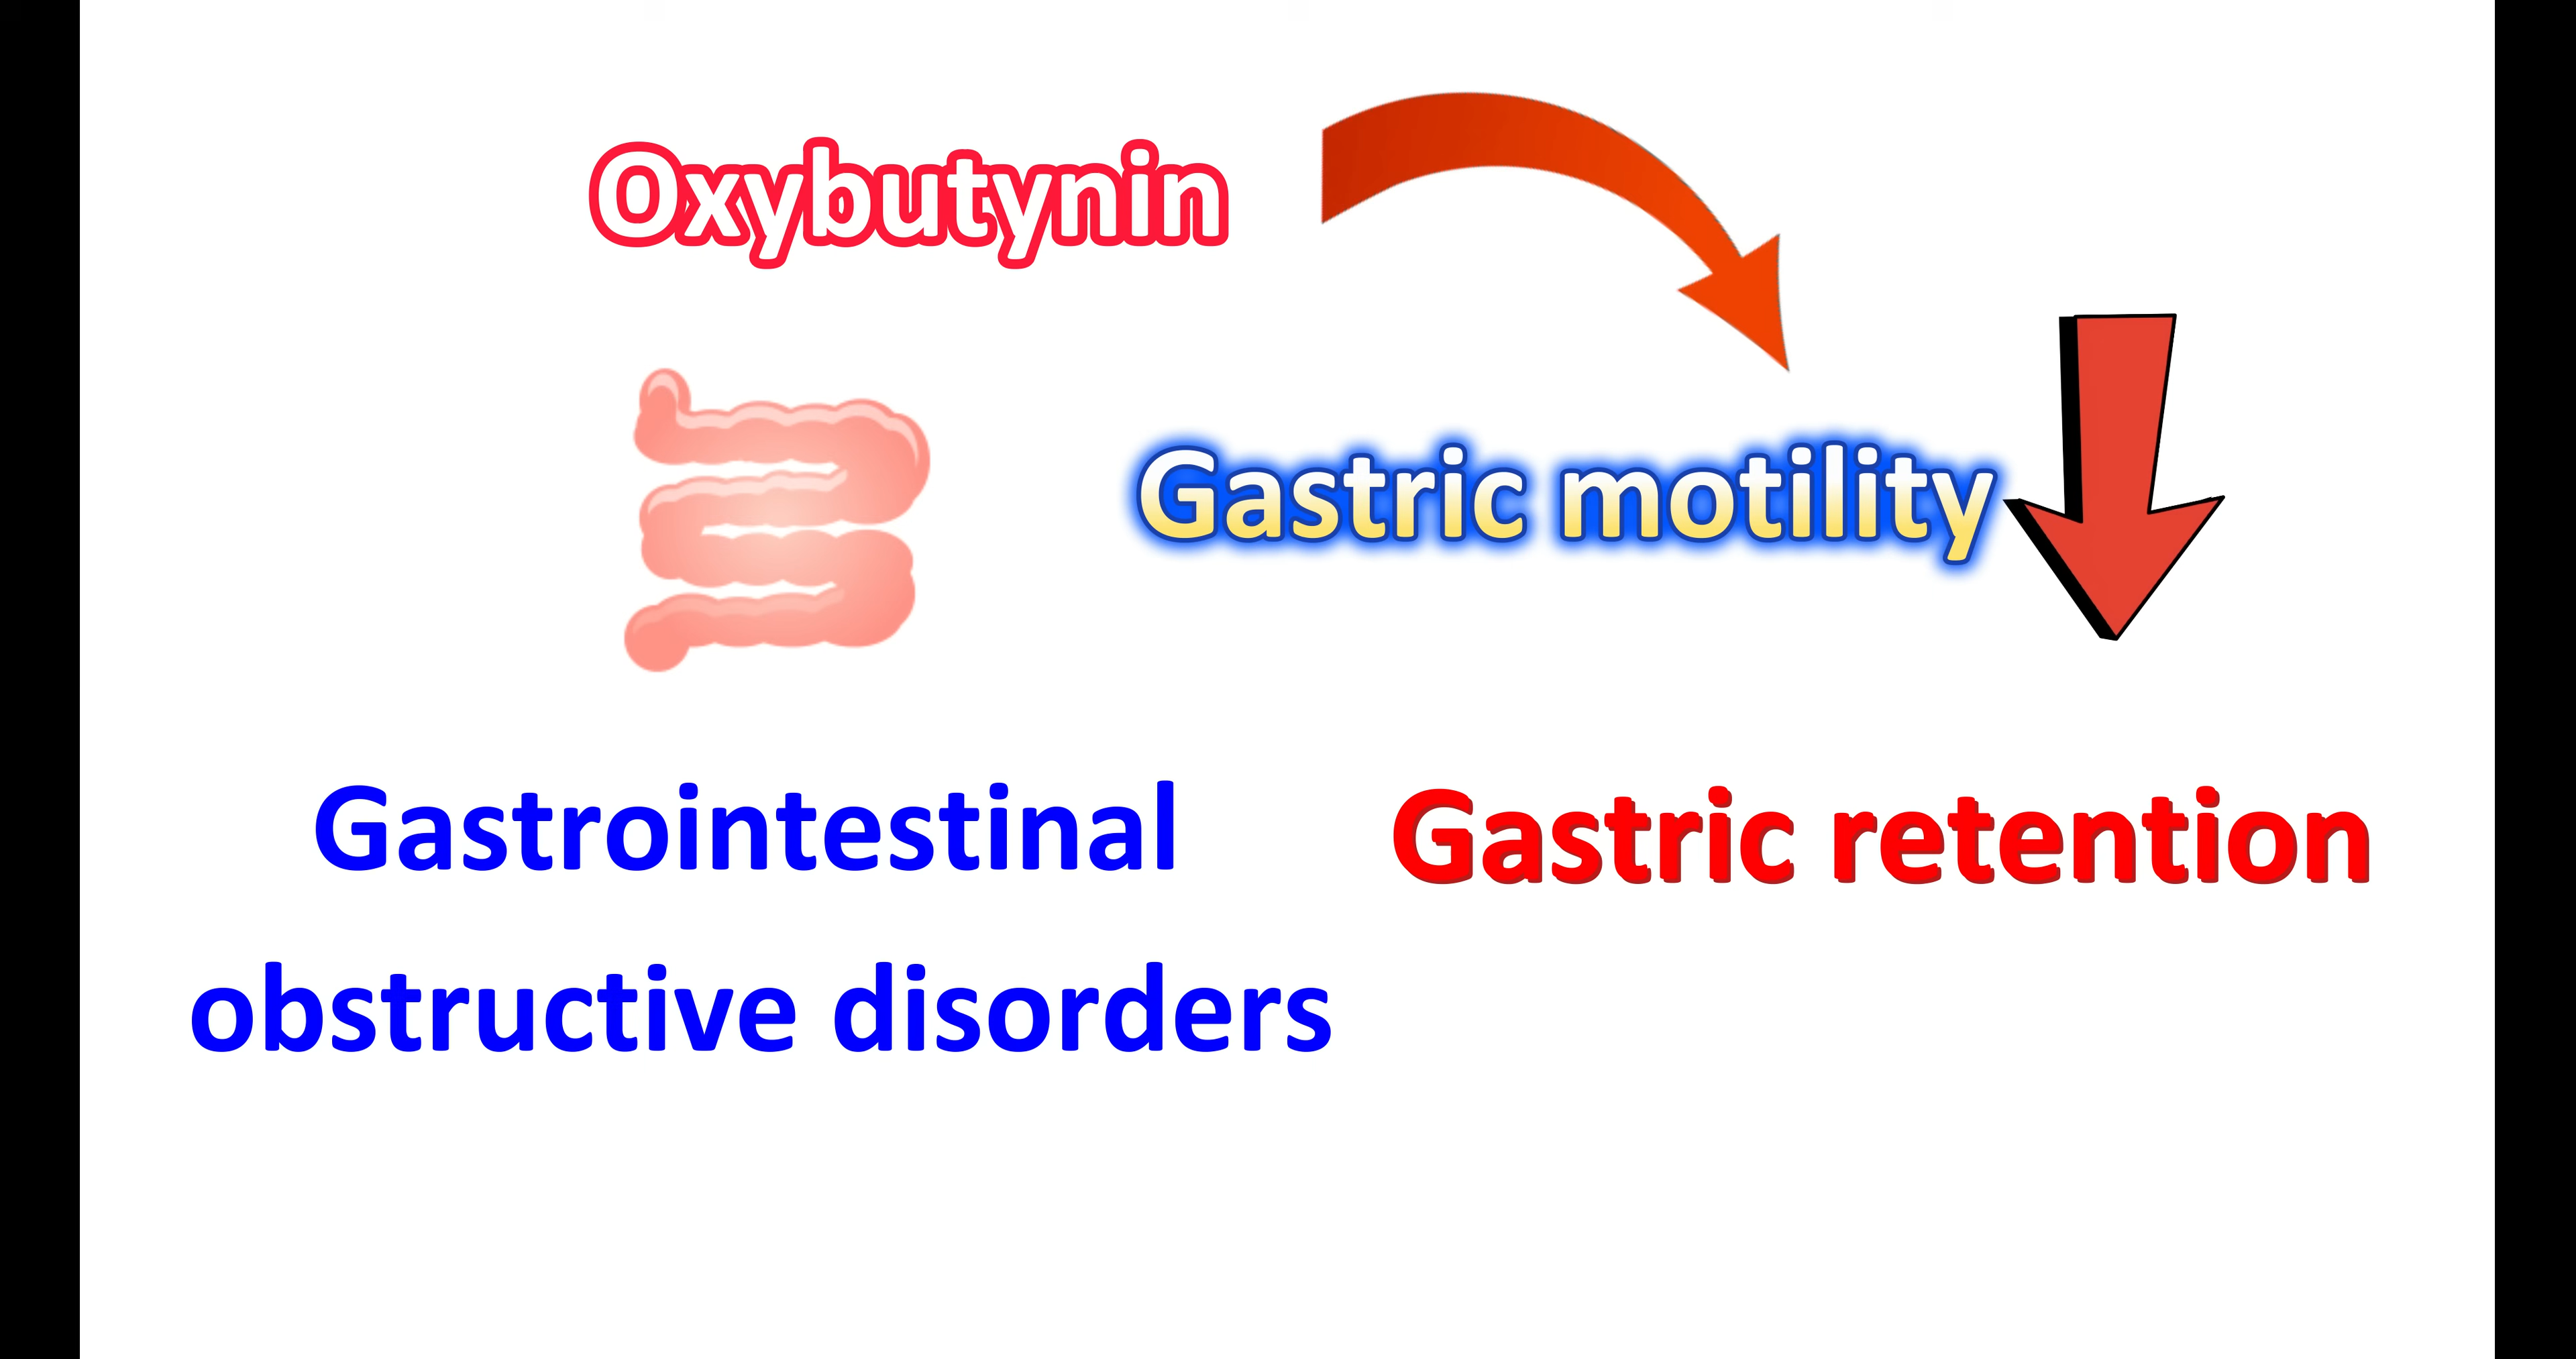 Oxybutynin
Gastric motility
Gastrointestinal
obstructive disorders
Gastric retention